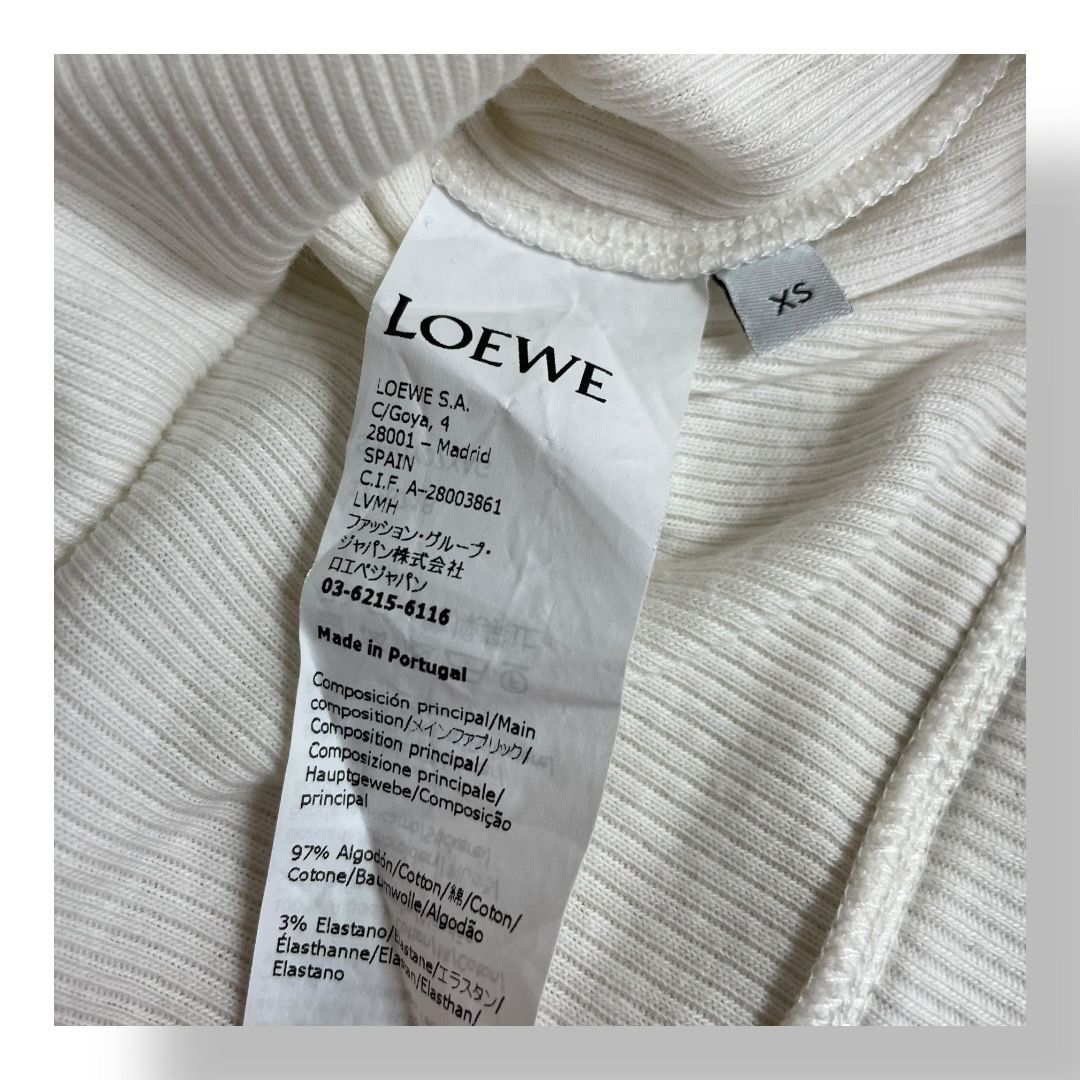 LOEWE
XS
LOEWE S.A.
C/Goya, 4
28001 – Madrid
SPAIN
C.I.F. A-28003861
LVMH
ファッション・グループ・
ジャパン株式会社
ロエベジャパン
03-6215-6116
Made in Portugal
Composición principal/Main
composition/メインファブリック/
Composition principal/
Composizione principale/
Hauptgewebe/Composição
principal
97% Algodón/Cotton/綿/Coton/
Cotone/Baumwolle/Algodão
3% Elastano/Elastane/エラスタン/
Élasthanne/Elastan/Elasthan/
Elastano